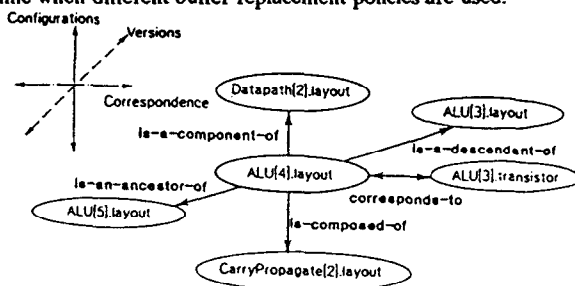 time when different buffer replacement policies are used.
Configurations
Versions
Correspondence
Datapath[2].layout
ALU[3].layout
is-a-component-of
is-a-descendant-of
ALU[4].layout
ALU[3].transistor
is-an-ancestor-of
corresponds-to
ALU[5].layout
is-composed-of
CarryPropagate[2].layout